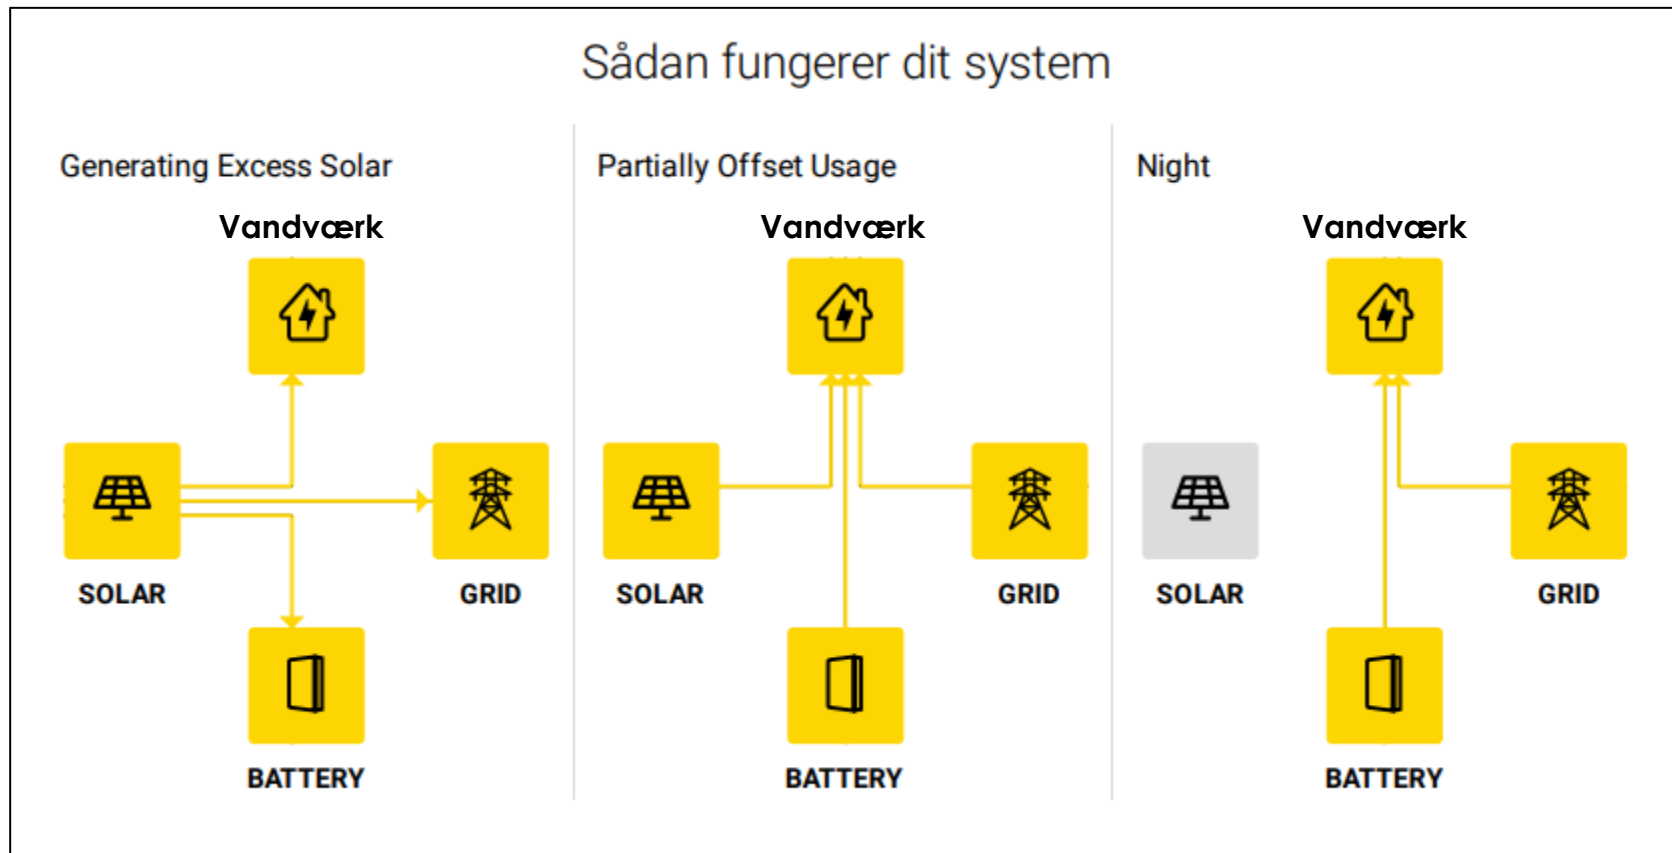 Sådan fungerer dit system
Generating Excess Solar
Vandværk
SOLAR
GRID
BATTERY
Partially Offset Usage
Vandværk
SOLAR
GRID
BATTERY
Night
Vandværk
SOLAR
GRID
BATTERY